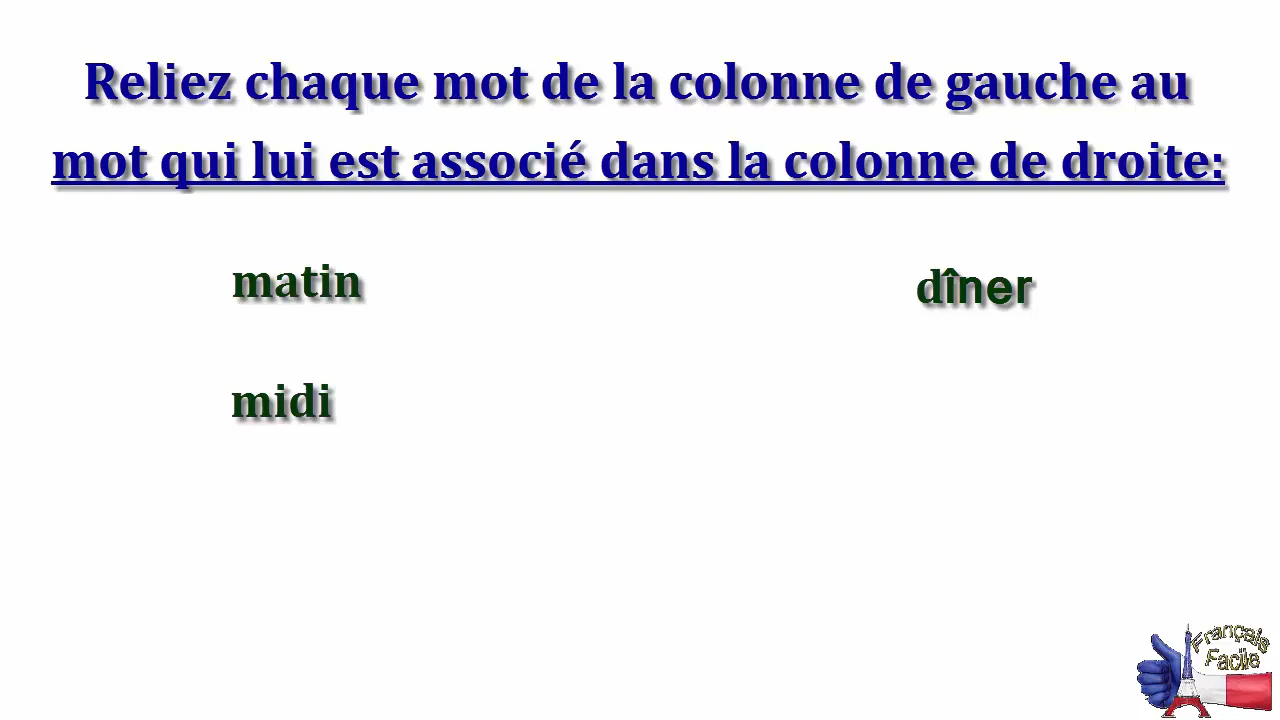 Reliez chaque mot de la colonne de gauche au
mot qui lui est associé dans la colonne de droite:
matin dîner
midi
Français
Facile